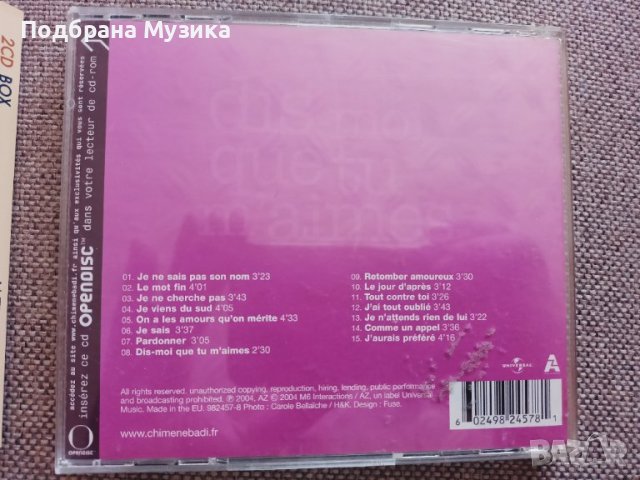 Подбрана Музика
2CD BOX
accédez au site www.chimenebadi.fr ainsi qu'aux exclusivités qui vous sont réservées
insérez ce cd OPENDISC™ dans votre lecteur de cd-rom
OPENDISC
01. Je ne sais pas son nom 3'23
02. Le mot fin 4'01
03. Je ne cherche pas 3'43
04. Je viens du sud 4'05
05. On a les amours qu'on mérite 4'33
06. Je sais 3'37
07. Pardonner 3'05
08. Dis-moi que tu m'aimes 2'30
09. Retomber amoureux 3'30
10. Le jour d'après 3'12
11. Tout contre toi 3'26
12. J'ai tout oublié 3'43
13. Je n'attends rien de lui 3'22
14. Comme un appel 3'36
15. J'aurais préféré 4'16
All rights reserved, unauthorized copying, reproduction, hiring, lending, public performance
and broadcasting prohibited. ℗ 2004, AZ © 2004 M6 Interactions / AZ, un label Universal
Music. Made in the EU. 982457-8 Photo : Carole Bellaïche / H&K. Design : Fuse.
www.chimenebadi.fr
UNIVERSAL
6 02498 24578 1
BAZAR